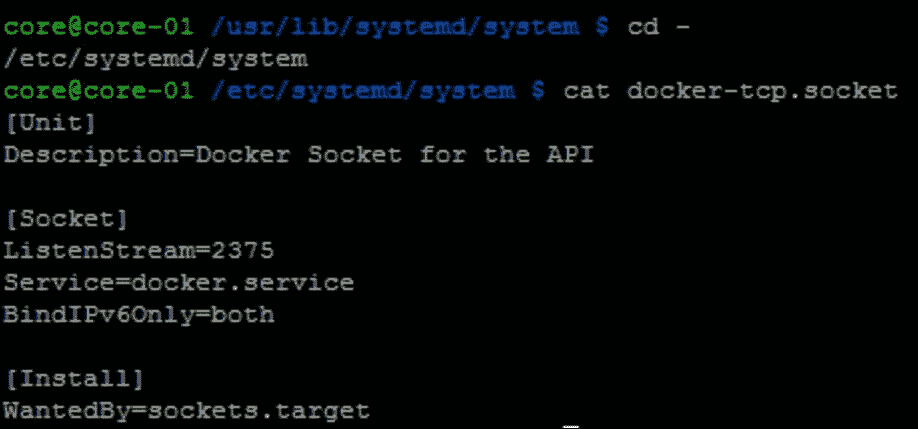 core@core-01 /usr/lib/systemd/system $ cd -
/etc/systemd/system
core@core-01 /etc/systemd/system $ cat docker-tcp.socket
[Unit]
Description=Docker Socket for the API
[Socket]
ListenStream=2375
Service=docker.service
BindIPv6Only=both
[Install]
WantedBy=sockets.target